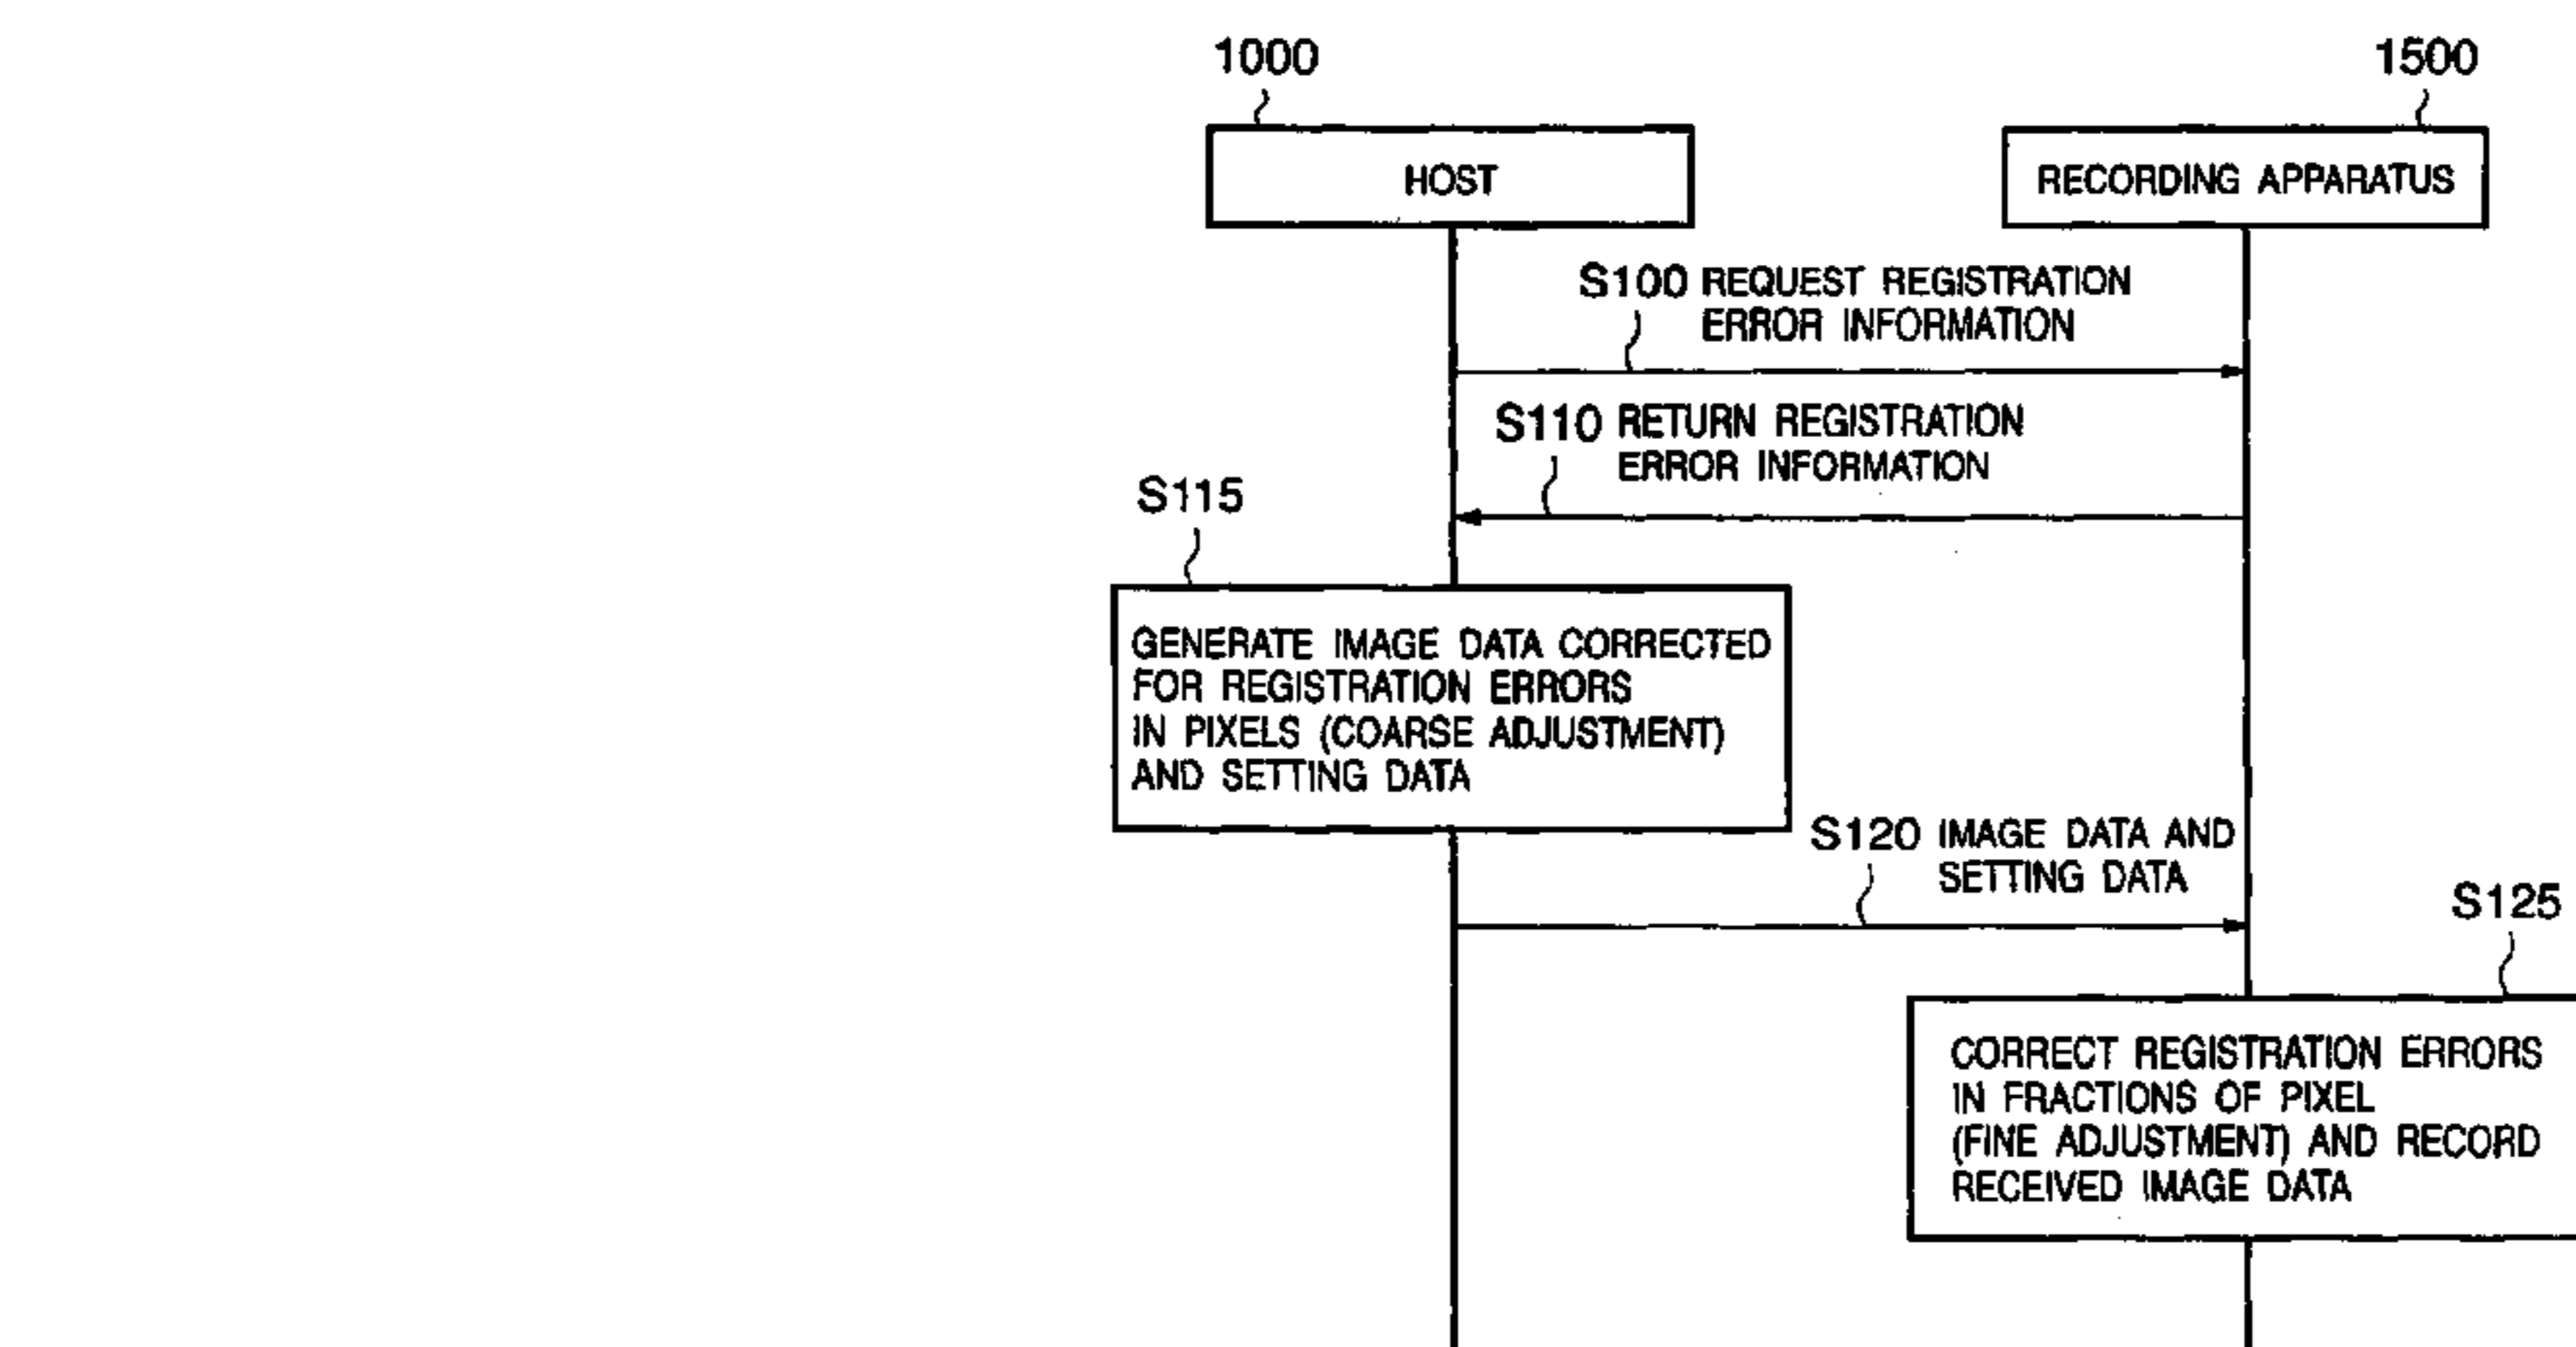 1000
1500
HOST
RECORDING APPARATUS
S100 REQUEST REGISTRATION
ERROR INFORMATION
S110 RETURN REGISTRATION
ERROR INFORMATION
S115
GENERATE IMAGE DATA CORRECTED
FOR REGISTRATION ERRORS
IN PIXELS (COARSE ADJUSTMENT)
AND SETTING DATA
S120 IMAGE DATA AND
SETTING DATA
S125
CORRECT REGISTRATION ERRORS
IN FRACTIONS OF PIXEL
(FINE ADJUSTMENT) AND RECORD
RECEIVED IMAGE DATA